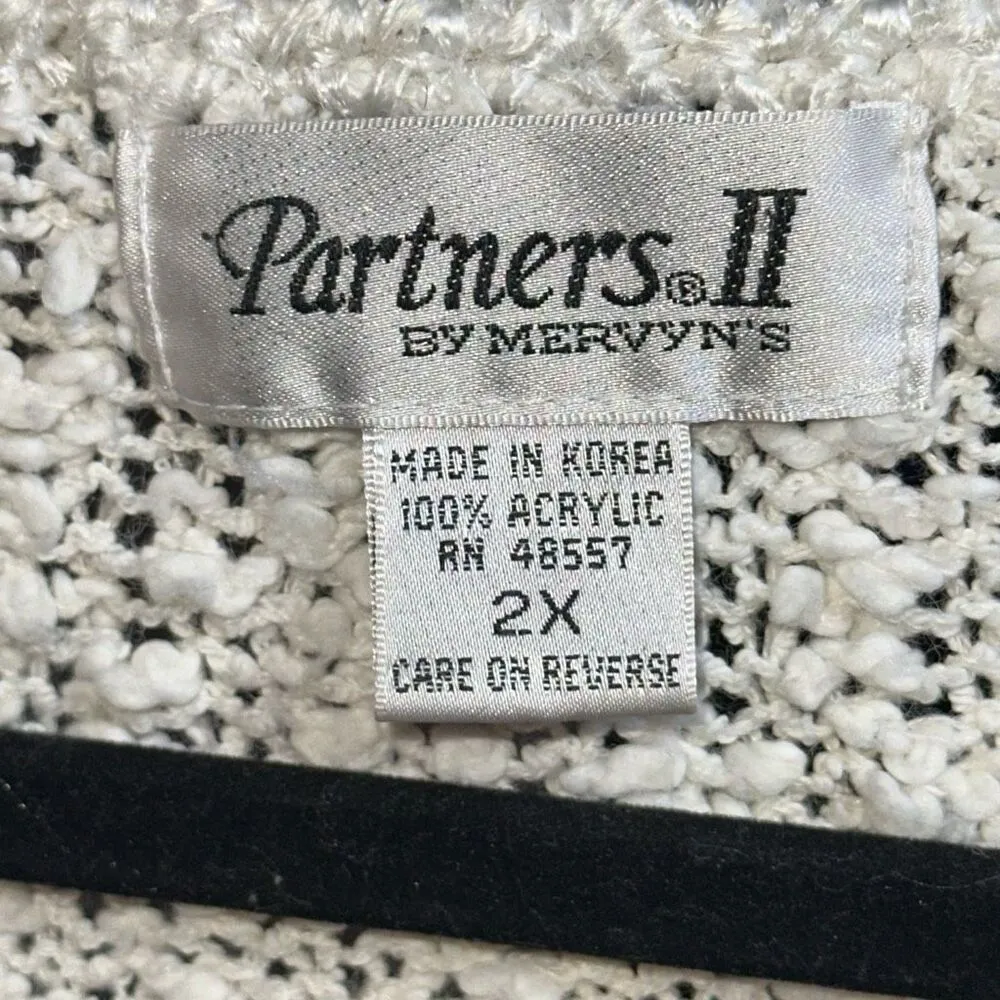 Partners® II
BY MERVYN'S
MADE IN KOREA
100% ACRYLIC
RN 48557
2X
CARE ON REVERSE